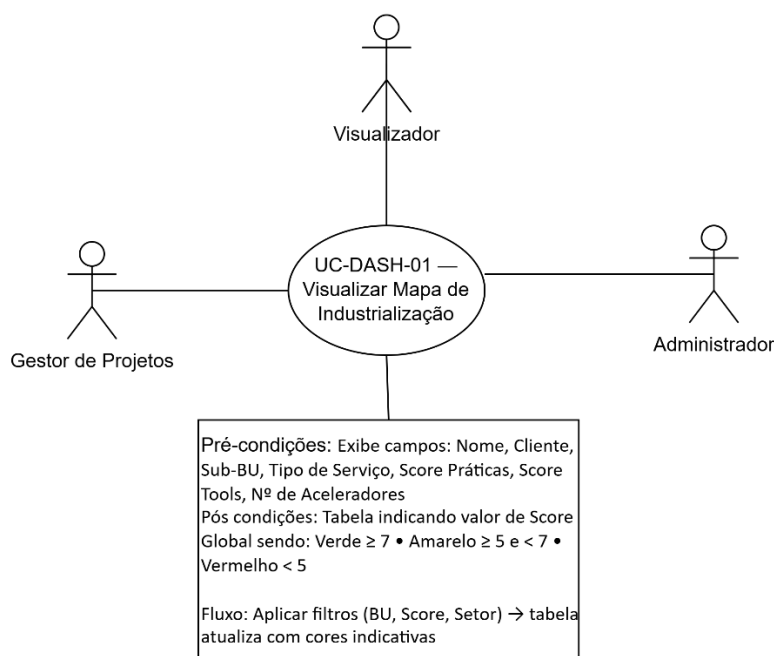 Visualizador
UC-DASH-01 —
Visualizar Mapa de
Industrialização
Gestor de Projetos
Administrador
Pré-condições: Exibe campos: Nome, Cliente,
Sub-BU, Tipo de Serviço, Score Práticas, Score
Tools, Nº de Aceleradores
Pós condições: Tabela indicando valor de Score
Global sendo: Verde ≥ 7 • Amarelo ≥ 5 e < 7 •
Vermelho < 5
Fluxo: Aplicar filtros (BU, Score, Setor) → tabela
atualiza com cores indicativas